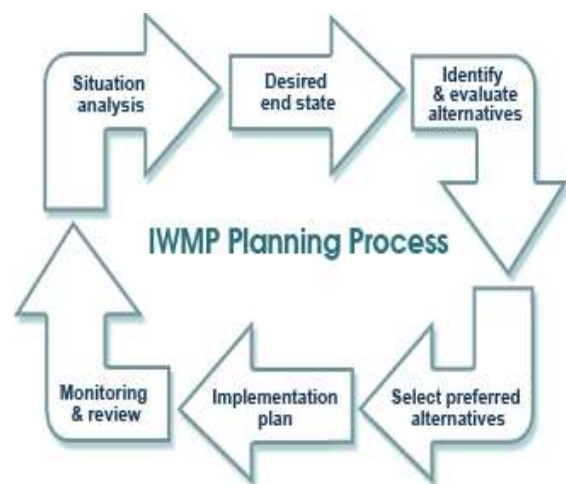 Situation
analysis
Desired
end state
Identify
& evaluate
alternatives
IWMP Planning Process
Select preferred
alternatives
Implementation
plan
Monitoring
& review